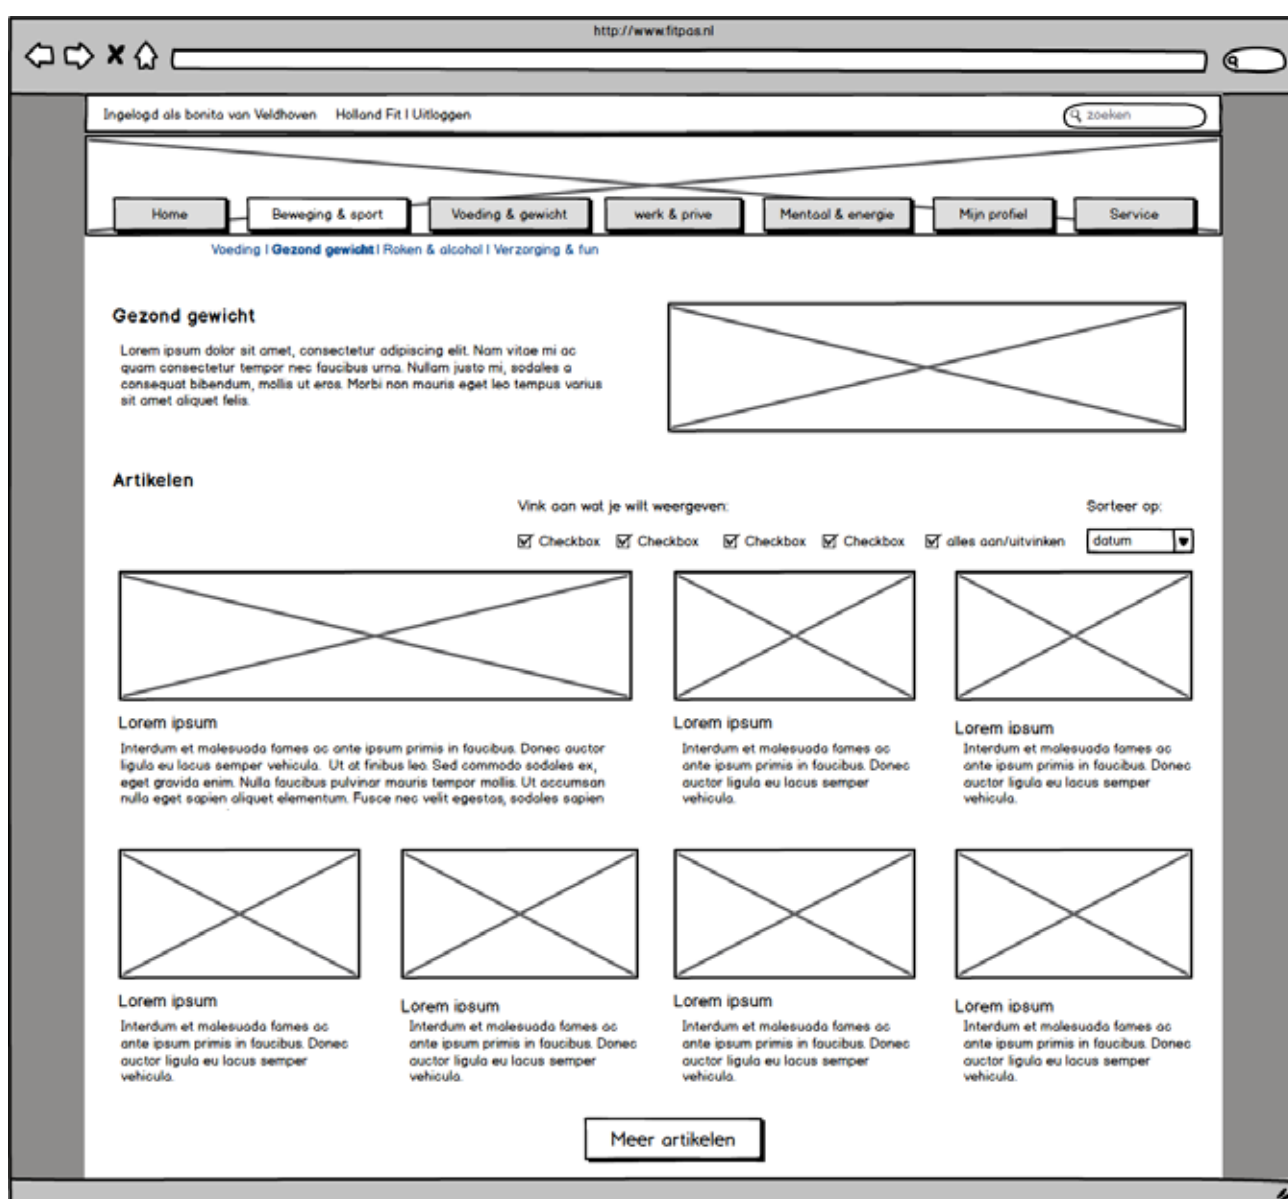 http://www.fitpas.nl
Ingelogd als bonita van Veldhoven Holland Fit | Uitloggen
zoeken
Home Beweging & sport Voeding & gewicht werk & prive Mentaal & energie Mijn profiel Service
Voeding | Gezond gewicht | Roken & alcohol | Verzorging & fun
Gezond gewicht
Lorem ipsum dolor sit amet, consectetur adipiscing elit. Nam vitae mi ac
quam consectetur tempor nec faucibus urna. Nullam justo mi, sodales a
consequat bibendum, mollis ut eros. Morbi non mauris eget leo tempus varius
sit amet aliquet felis.
Artikelen
Vink aan wat je wilt weergeven:
Sorteer op:
Checkbox Checkbox Checkbox Checkbox alles aan/uitvinken datum
Lorem ipsum
Interdum et malesuada fames ac ante ipsum primis in faucibus. Donec auctor
ligula eu lacus semper vehicula. Ut at finibus leo. Sed commodo sodales ex,
eget gravida enim. Nulla faucibus pulvinar mauris tempor mollis. Ut accumsan
nulla eget sapien aliquet elementum. Fusce nec velit egestas, sodales sapien
Lorem ipsum
Interdum et malesuada fames ac
ante ipsum primis in faucibus. Donec
auctor ligula eu lacus semper
vehicula.
Lorem ipsum
Interdum et malesuada fames ac
ante ipsum primis in faucibus. Donec
auctor ligula eu lacus semper
vehicula.
Lorem ipsum
Interdum et malesuada fames ac
ante ipsum primis in faucibus. Donec
auctor ligula eu lacus semper
vehicula.
Lorem ipsum
Interdum et malesuada fames ac
ante ipsum primis in faucibus. Donec
auctor ligula eu lacus semper
vehicula.
Lorem ipsum
Interdum et malesuada fames ac
ante ipsum primis in faucibus. Donec
auctor ligula eu lacus semper
vehicula.
Lorem ipsum
Interdum et malesuada fames ac
ante ipsum primis in faucibus. Donec
auctor ligula eu lacus semper
vehicula.
Meer artikelen